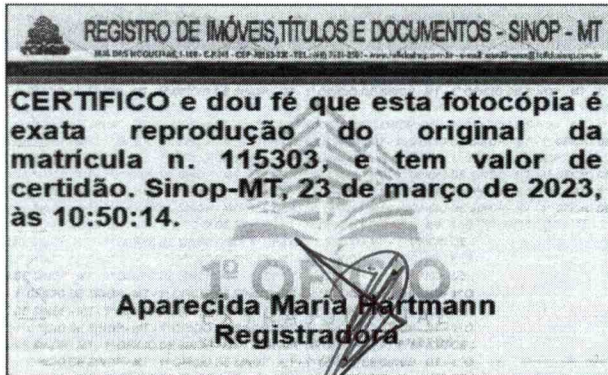 REGISTRO DE IMÓVEIS, TÍTULOS E DOCUMENTOS - SINOP - MT
CERTIFICO e dou fé que esta fotocópia é
exata reprodução do original da
matrícula n. 115303, e tem valor de
certidão. Sinop-MT, 23 de março de 2023,
às 10:50:14.
1º OFÍCIO
Aparecida Maria Hartmann
Registradora